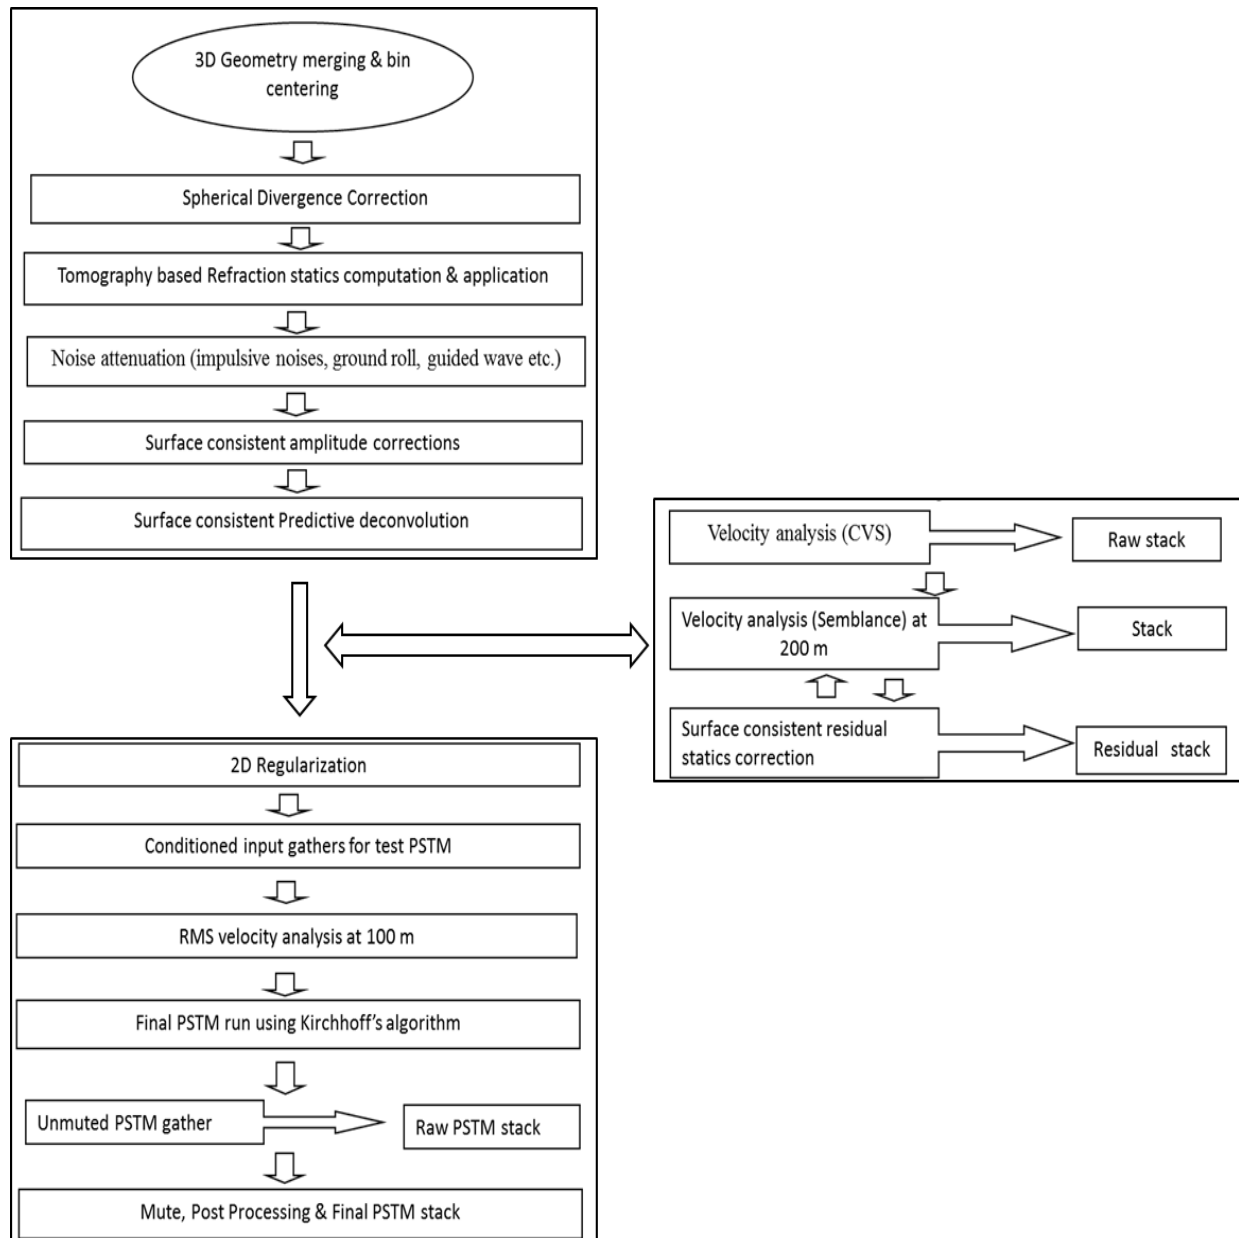 3D Geometry merging & bin
centering
Spherical Divergence Correction
Tomography based Refraction statics computation & application
Noise attenuation (impulsive noises, ground roll, guided wave etc.)
Surface consistent amplitude corrections
Surface consistent Predictive deconvolution
Velocity analysis (CVS)
Raw stack
Velocity analysis (Semblance) at
200 m
Stack
Surface consistent residual
statics correction
Residual stack
2D Regularization
Conditioned input gathers for test PSTM
RMS velocity analysis at 100 m
Final PSTM run using Kirchhoff's algorithm
Unmuted PSTM gather
Raw PSTM stack
Mute, Post Processing & Final PSTM stack